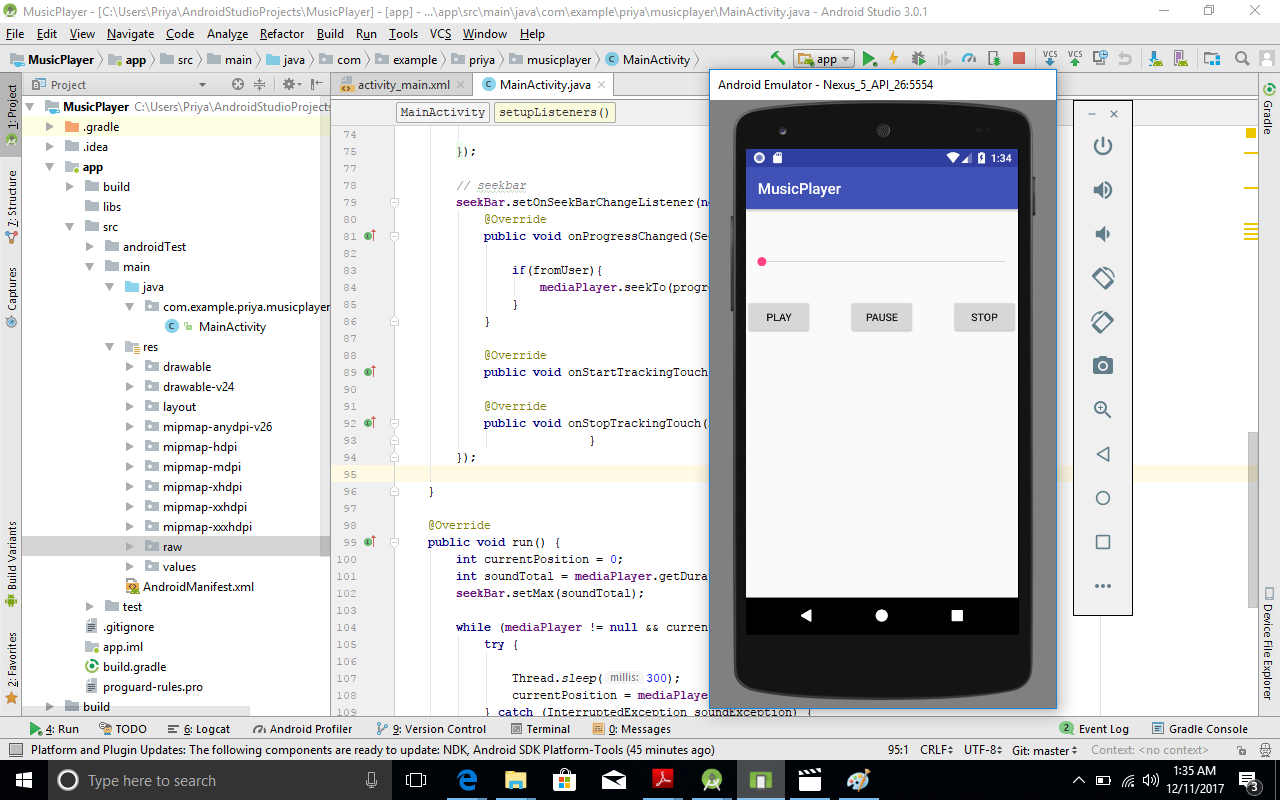 MusicPlayer - [C:\Users\Priya\AndroidStudioProjects\MusicPlayer] - [app] - ...\app\src\main\java\com\example\priya\musicplayer\MainActivity.java - Android Studio 3.0.1
File Edit View Navigate Code Analyze Refactor Build Run Tools VCS Window Help
MusicPlayer app src main java com example priya musicplayer MainActivity app VCS VCS
Project
activity_main.xml
MainActivity.java
MusicPlayer C:\Users\Priya\AndroidStudioProjects
.gradle
.idea
app
build
libs
src
androidTest
main
java
com.example.priya.musicplayer
MainActivity
res
drawable
drawable-v24
layout
mipmap-anydpi-v26
mipmap-hdpi
mipmap-mdpi
mipmap-xhdpi
mipmap-xxhdpi
mipmap-xxxhdpi
raw
values
AndroidManifest.xml
test
.gitignore
app.iml
build.gradle
proguard-rules.pro
build
1: Project
7: Structure
Captures
Build Variants
2: Favorites
MainActivity setupListeners()
74
75 });
77
78 // seekbar
79 seekBar.setOnSeekBarChangeListener(ne
80 @Override
81 public void onProgressChanged(See
82
83 if(fromUser){
84 mediaPlayer.seekTo(progre
85 }
86 }
87
88 @Override
89 public void onStartTrackingTouch
90
91 @Override
92 public void onStopTrackingTouch(
93 }
94 });
95
96 }
97
98 @Override
99 public void run() {
100 int currentPosition = 0;
101 int soundTotal = mediaPlayer.getDurat
102 seekBar.setMax(soundTotal);
103
104 while (mediaPlayer != null && current
105 try {
106
107 Thread.sleep( millis: 300);
108 currentPosition = mediaPlayer
109 } catch (InterruptedException soundException) {
Android Emulator - Nexus_5_API_26:5554
1:34
MusicPlayer
PLAY PAUSE STOP
Gradle
Device File Explorer
4: Run TODO 6: Logcat Android Profiler 9: Version Control Terminal 0: Messages 2 Event Log Gradle Console
Platform and Plugin Updates: The following components are ready to update: NDK, Android SDK Platform-Tools (45 minutes ago) 95:1 CRLF UTF-8 Git: master Context: <no context>
Type here to search
1:35 AM
12/11/2017
3